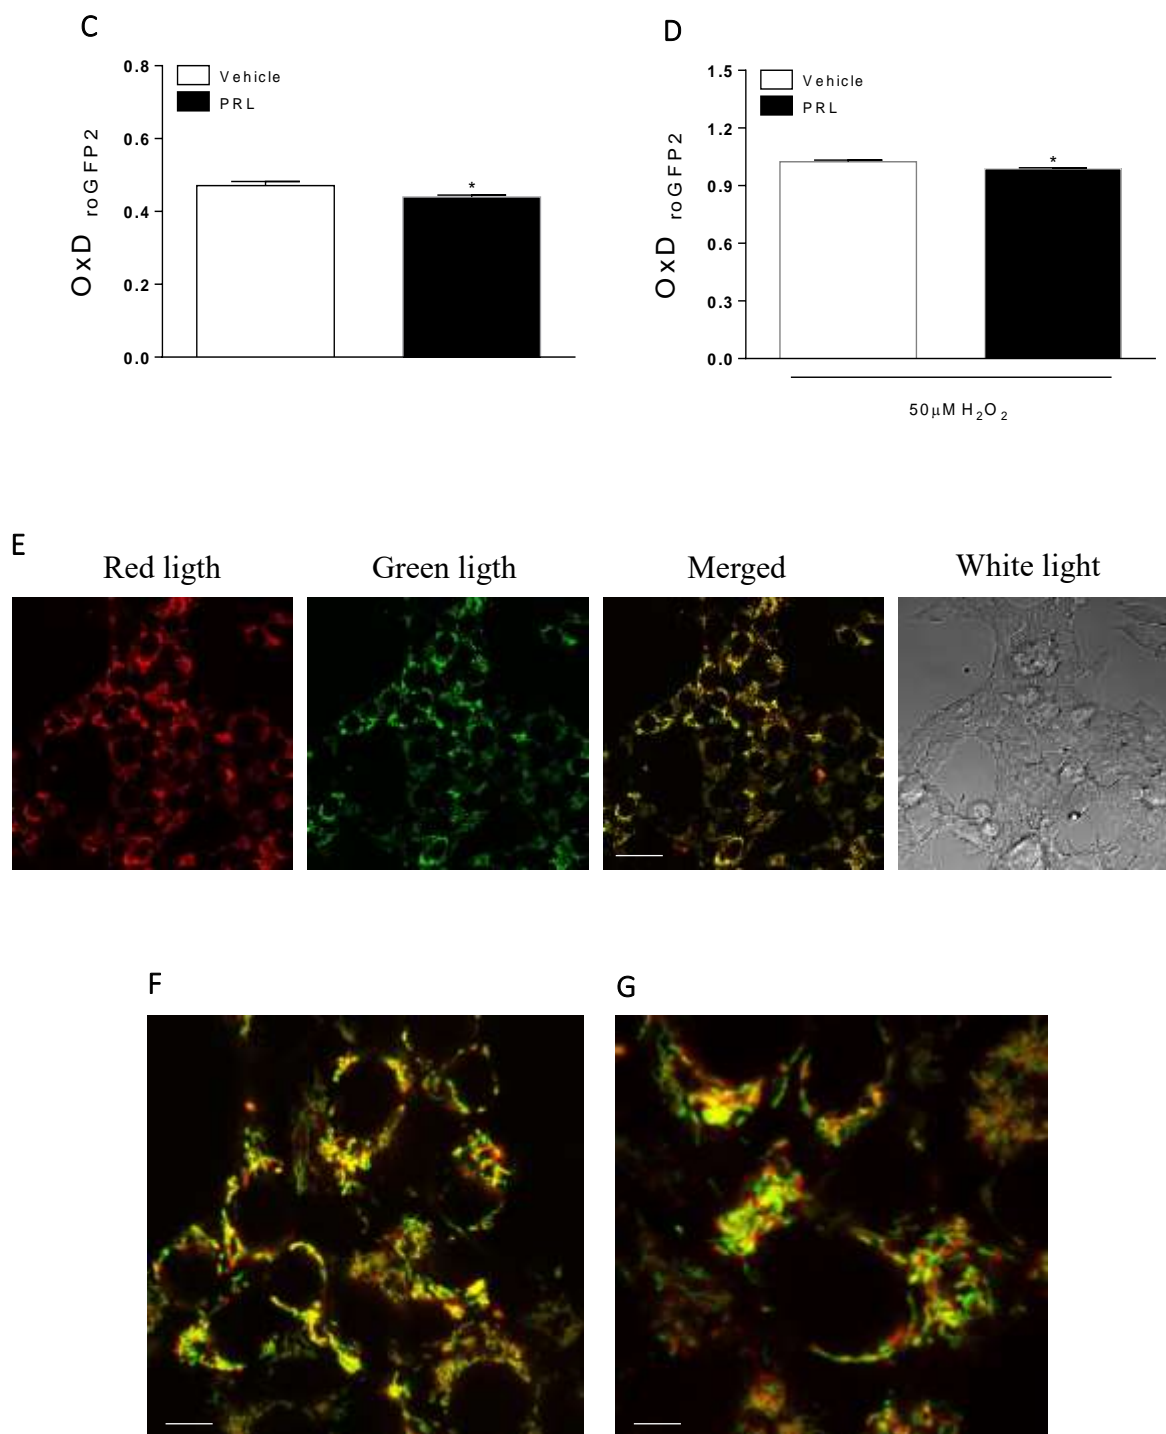 C
0.8
0.6
0.4
0.2
0.0
OxD roGFP2
Vehicle
PRL
*
D
1.5
1.2
0.9
0.6
0.3
0.0
OxD roGFP2
Vehicle
PRL
*
50μM H₂O₂
E
Red ligth
Green ligth
Merged
White light
F
G